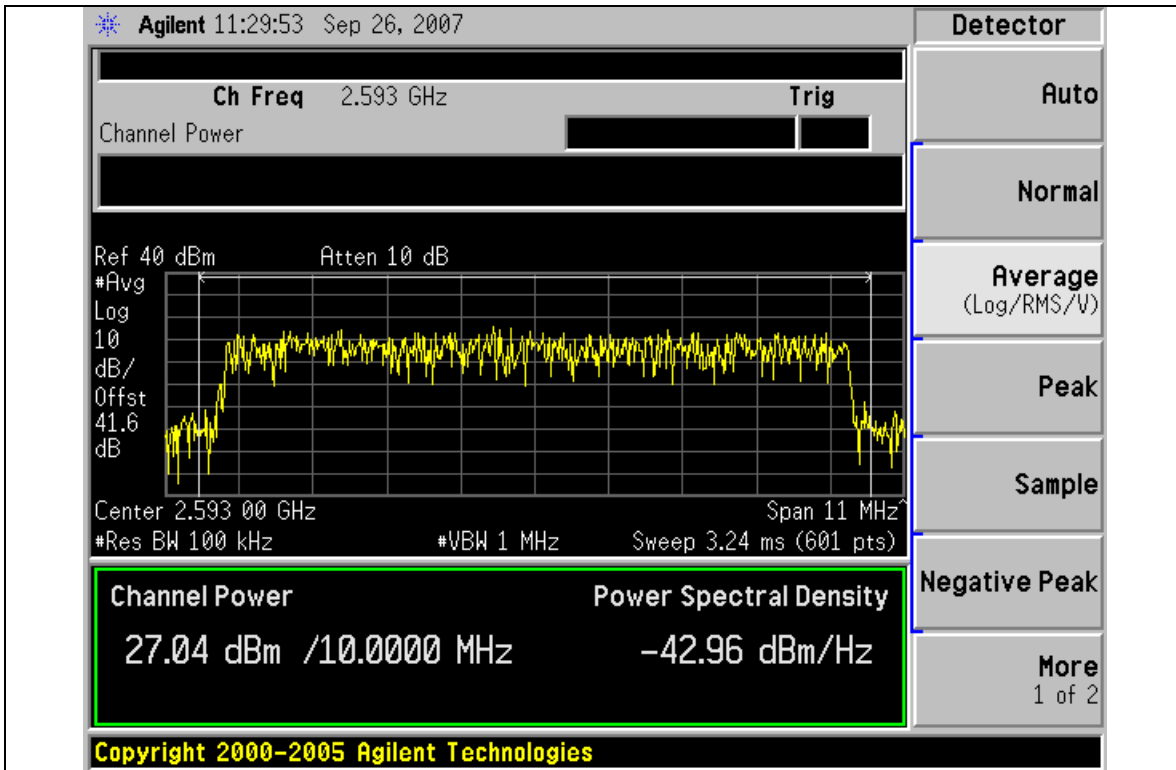 Agilent 11:29:53 Sep 26, 2007
Detector
Ch Freq 2.593 GHz Trig
Channel Power
Auto
Normal
Ref 40 dBm Atten 10 dB
#Avg
Log
10
dB/
Offst
41.6
dB
Average
(Log/RMS/V)
Peak
Sample
Center 2.593 00 GHz Span 11 MHz^
#Res BW 100 kHz #VBW 1 MHz Sweep 3.24 ms (601 pts)
Channel Power Power Spectral Density
27.04 dBm /10.0000 MHz -42.96 dBm/Hz
Negative Peak
More
1 of 2
Copyright 2000-2005 Agilent Technologies